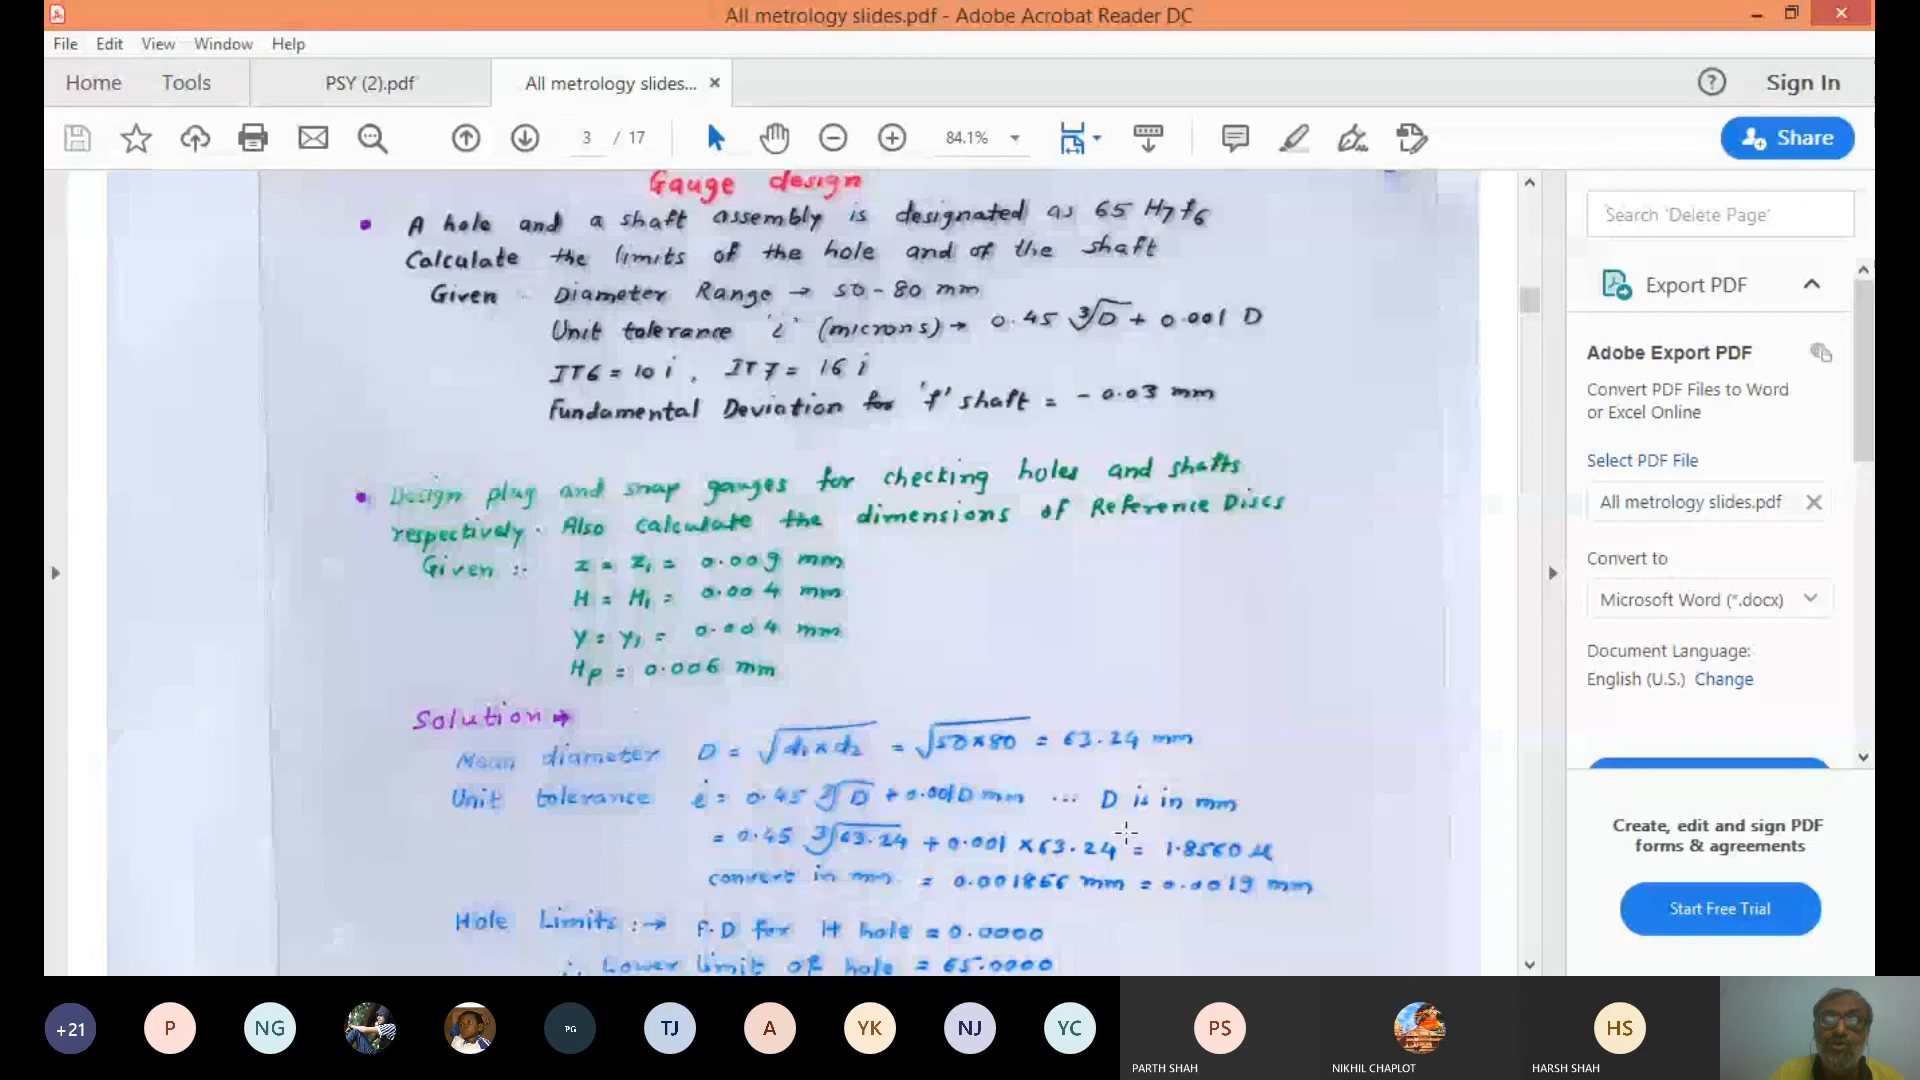 All metrology slides.pdf - Adobe Acrobat Reader DC
File Edit View Window Help
Home Tools PSY (2).pdf All metrology slides... × Sign In
3 / 17 84.1% Share
Gauge design
• A hole and a shaft assembly is designated as 65 H7 f6
Calculate the limits of the hole and of the shaft
Given Diameter Range → 50 - 80 mm
Unit tolerance 'i' (microns) → 0.45 ∛D + 0.001 D
IT6 = 10 i, IT7 = 16 i
Fundamental Deviation for 'f' shaft = - 0.03 mm
• Design plug and snap gauges for checking holes and shafts
respectively. Also calculate the dimensions of Reference Discs
Given :- z = z₁ = 0.009 mm
H = H₁ = 0.004 mm
y = y₁ = 0.004 mm
Hp = 0.006 mm
Solution →
Mean diameter D = √d₁×d₂ = √50×80 = 63.24 mm
Unit tolerance i = 0.45 ∛D + 0.001D mm ... D is in mm
= 0.45 ∛63.24 + 0.001 × 63.24 = 1.8560 μ
convert in mm = 0.001856 mm = 0.0019 mm
Hole Limits :→ F.D for H hole = 0.0000
∴ Lower limit of hole = 65.0000
Search 'Delete Page'
Export PDF
Adobe Export PDF
Convert PDF Files to Word
or Excel Online
Select PDF File
All metrology slides.pdf
Convert to
Microsoft Word (*.docx)
Document Language:
English (U.S.) Change
Create, edit and sign PDF
forms & agreements
Start Free Trial
+21 P NG PG TJ A YK NJ YC PS HS
PARTH SHAH NIKHIL CHAPLOT HARSH SHAH